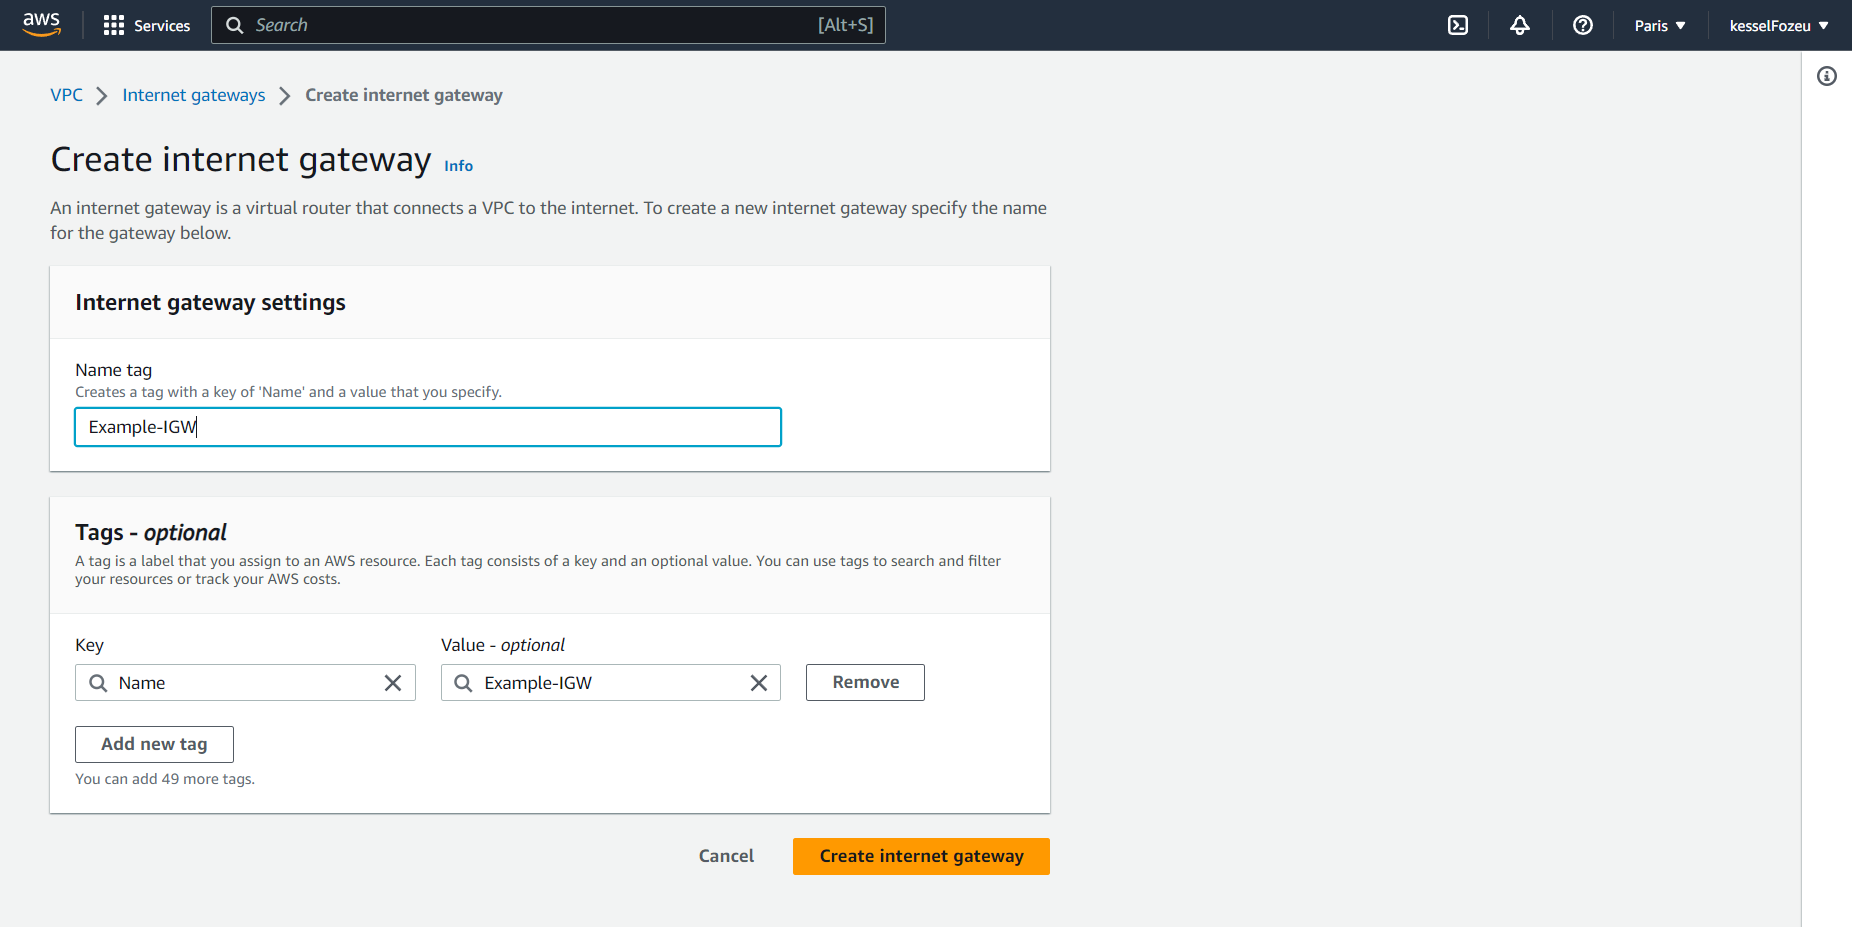 aws Services Search [Alt+S] Paris kesselFozeu
VPC Internet gateways Create internet gateway
Create internet gateway Info
An internet gateway is a virtual router that connects a VPC to the internet. To create a new internet gateway specify the name
for the gateway below.
Internet gateway settings
Name tag
Creates a tag with a key of 'Name' and a value that you specify.
Example-IGW
Tags - optional
A tag is a label that you assign to an AWS resource. Each tag consists of a key and an optional value. You can use tags to search and filter
your resources or track your AWS costs.
Key Value - optional
Name Example-IGW Remove
Add new tag
You can add 49 more tags.
Cancel Create internet gateway